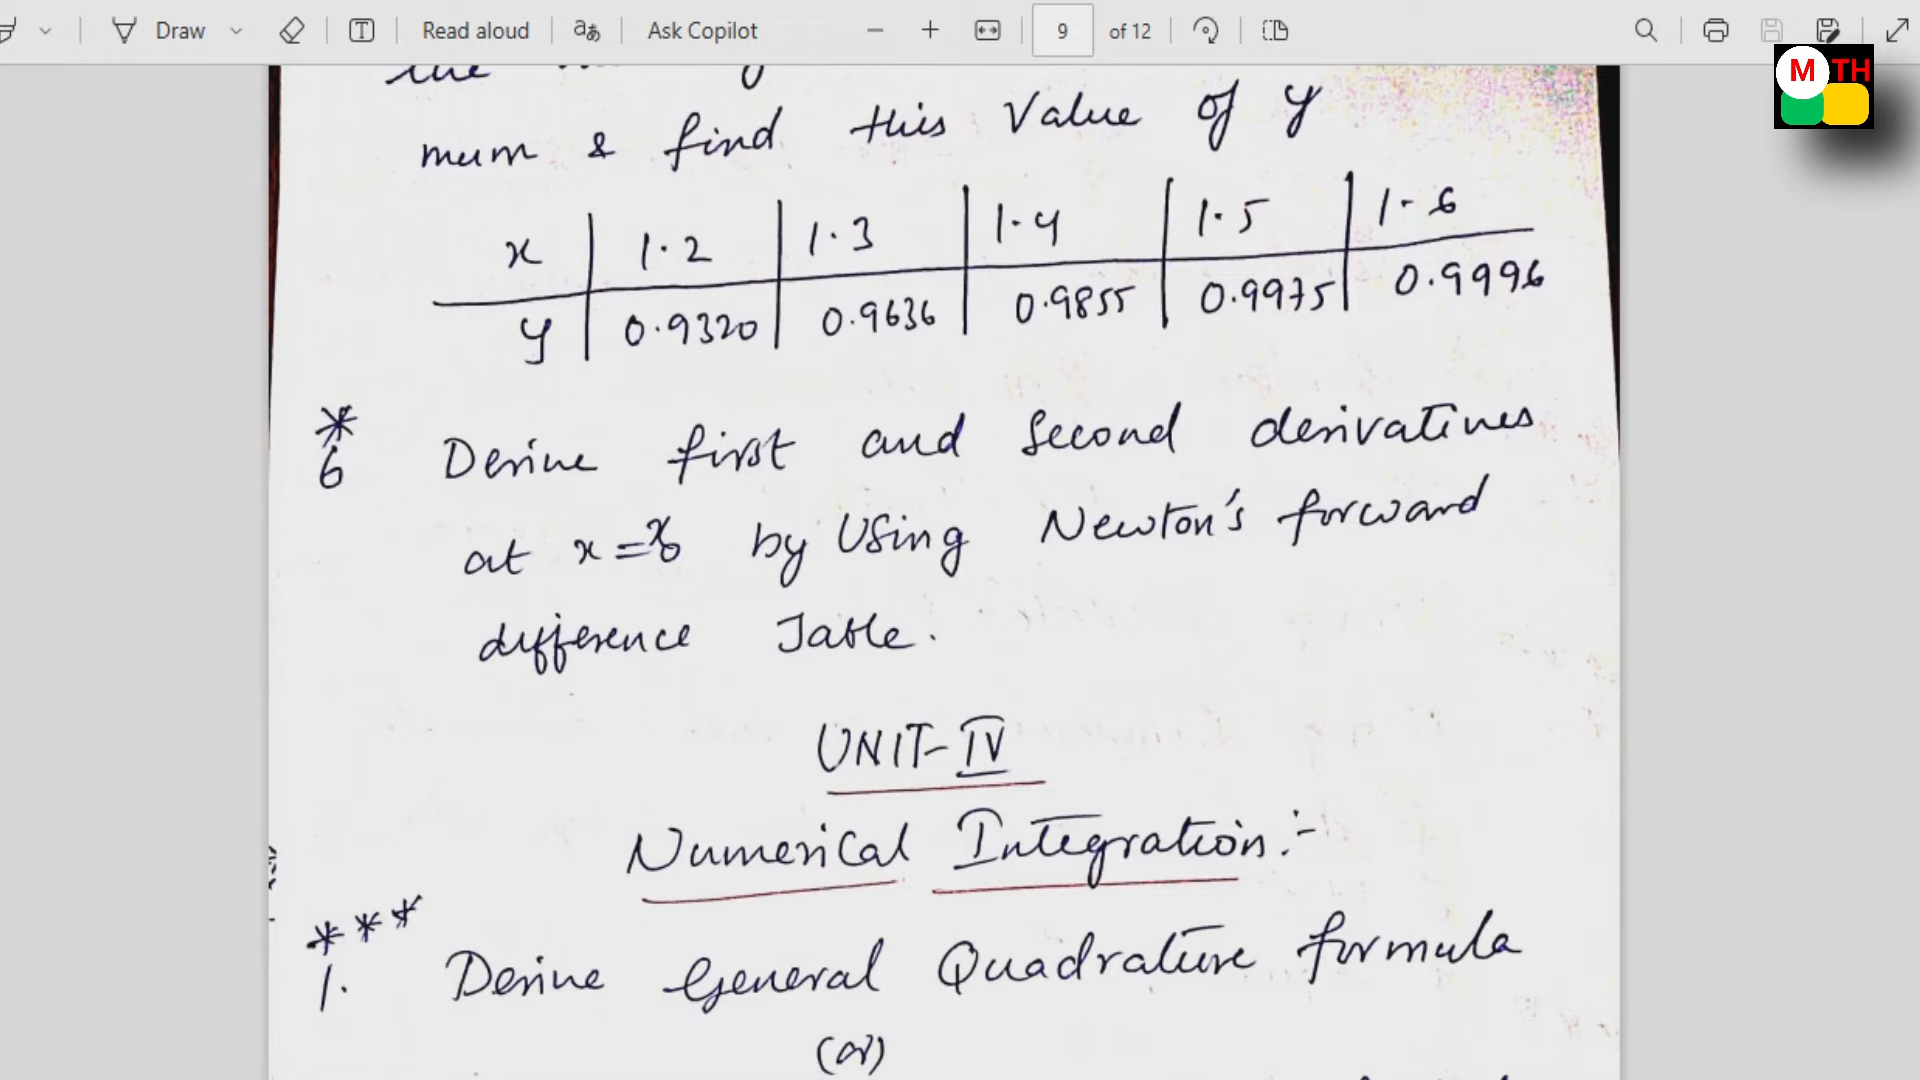 Draw
Read aloud
aあ
Ask Copilot
9 of 12
M TH
the
mum & find this Value of y
x 1.2 1.3 1.4 1.5 1.6
y 0.9320 0.9636 0.9855 0.9975 0.9996
*
6 Derive first and Second derivatives
at x = x0 by Using Newton's forward
difference Table.
UNIT-IV
Numerical Integration :-
***
1. Derive General Quadrature formula
(or)